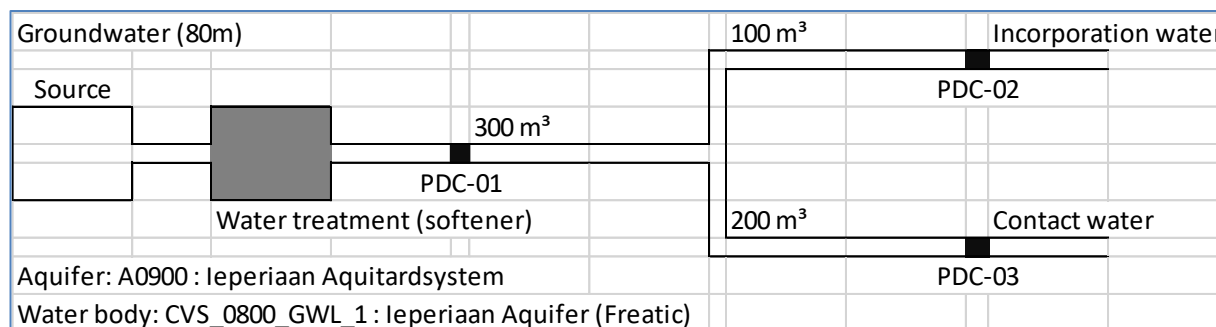 Groundwater (80m)
100 m³
Incorporation water
PDC-02
Source
300 m³
PDC-01
Water treatment (softener)
200 m³
Contact water
PDC-03
Aquifer: A0900 : Ieperiaan Aquitardsystem
Water body: CVS_0800_GWL_1 : Ieperiaan Aquifer (Freatic)